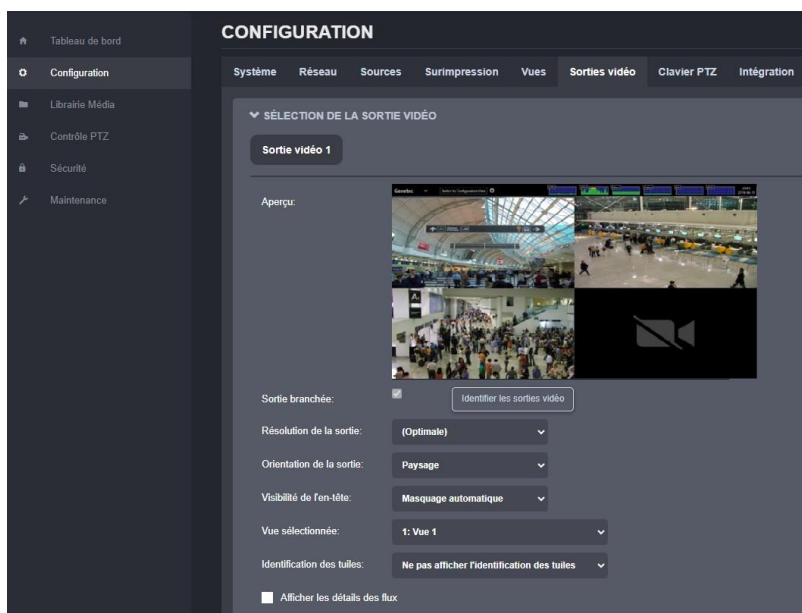 CONFIGURATION
Tableau de bord
Configuration
Librairie Média
Contrôle PTZ
Sécurité
Maintenance
Système Réseau Sources Surimpression Vues Sorties vidéo Clavier PTZ Intégration
SÉLECTION DE LA SORTIE VIDÉO
Sortie vidéo 1
Aperçu:
Genetec
Sortie branchée:
Identifier les sorties vidéo
Résolution de la sortie:
(Optimale)
Orientation de la sortie:
Paysage
Visibilité de l'en-tête:
Masquage automatique
Vue sélectionnée:
1: Vue 1
Identification des tuiles:
Ne pas afficher l'identification des tuiles
Afficher les détails des flux